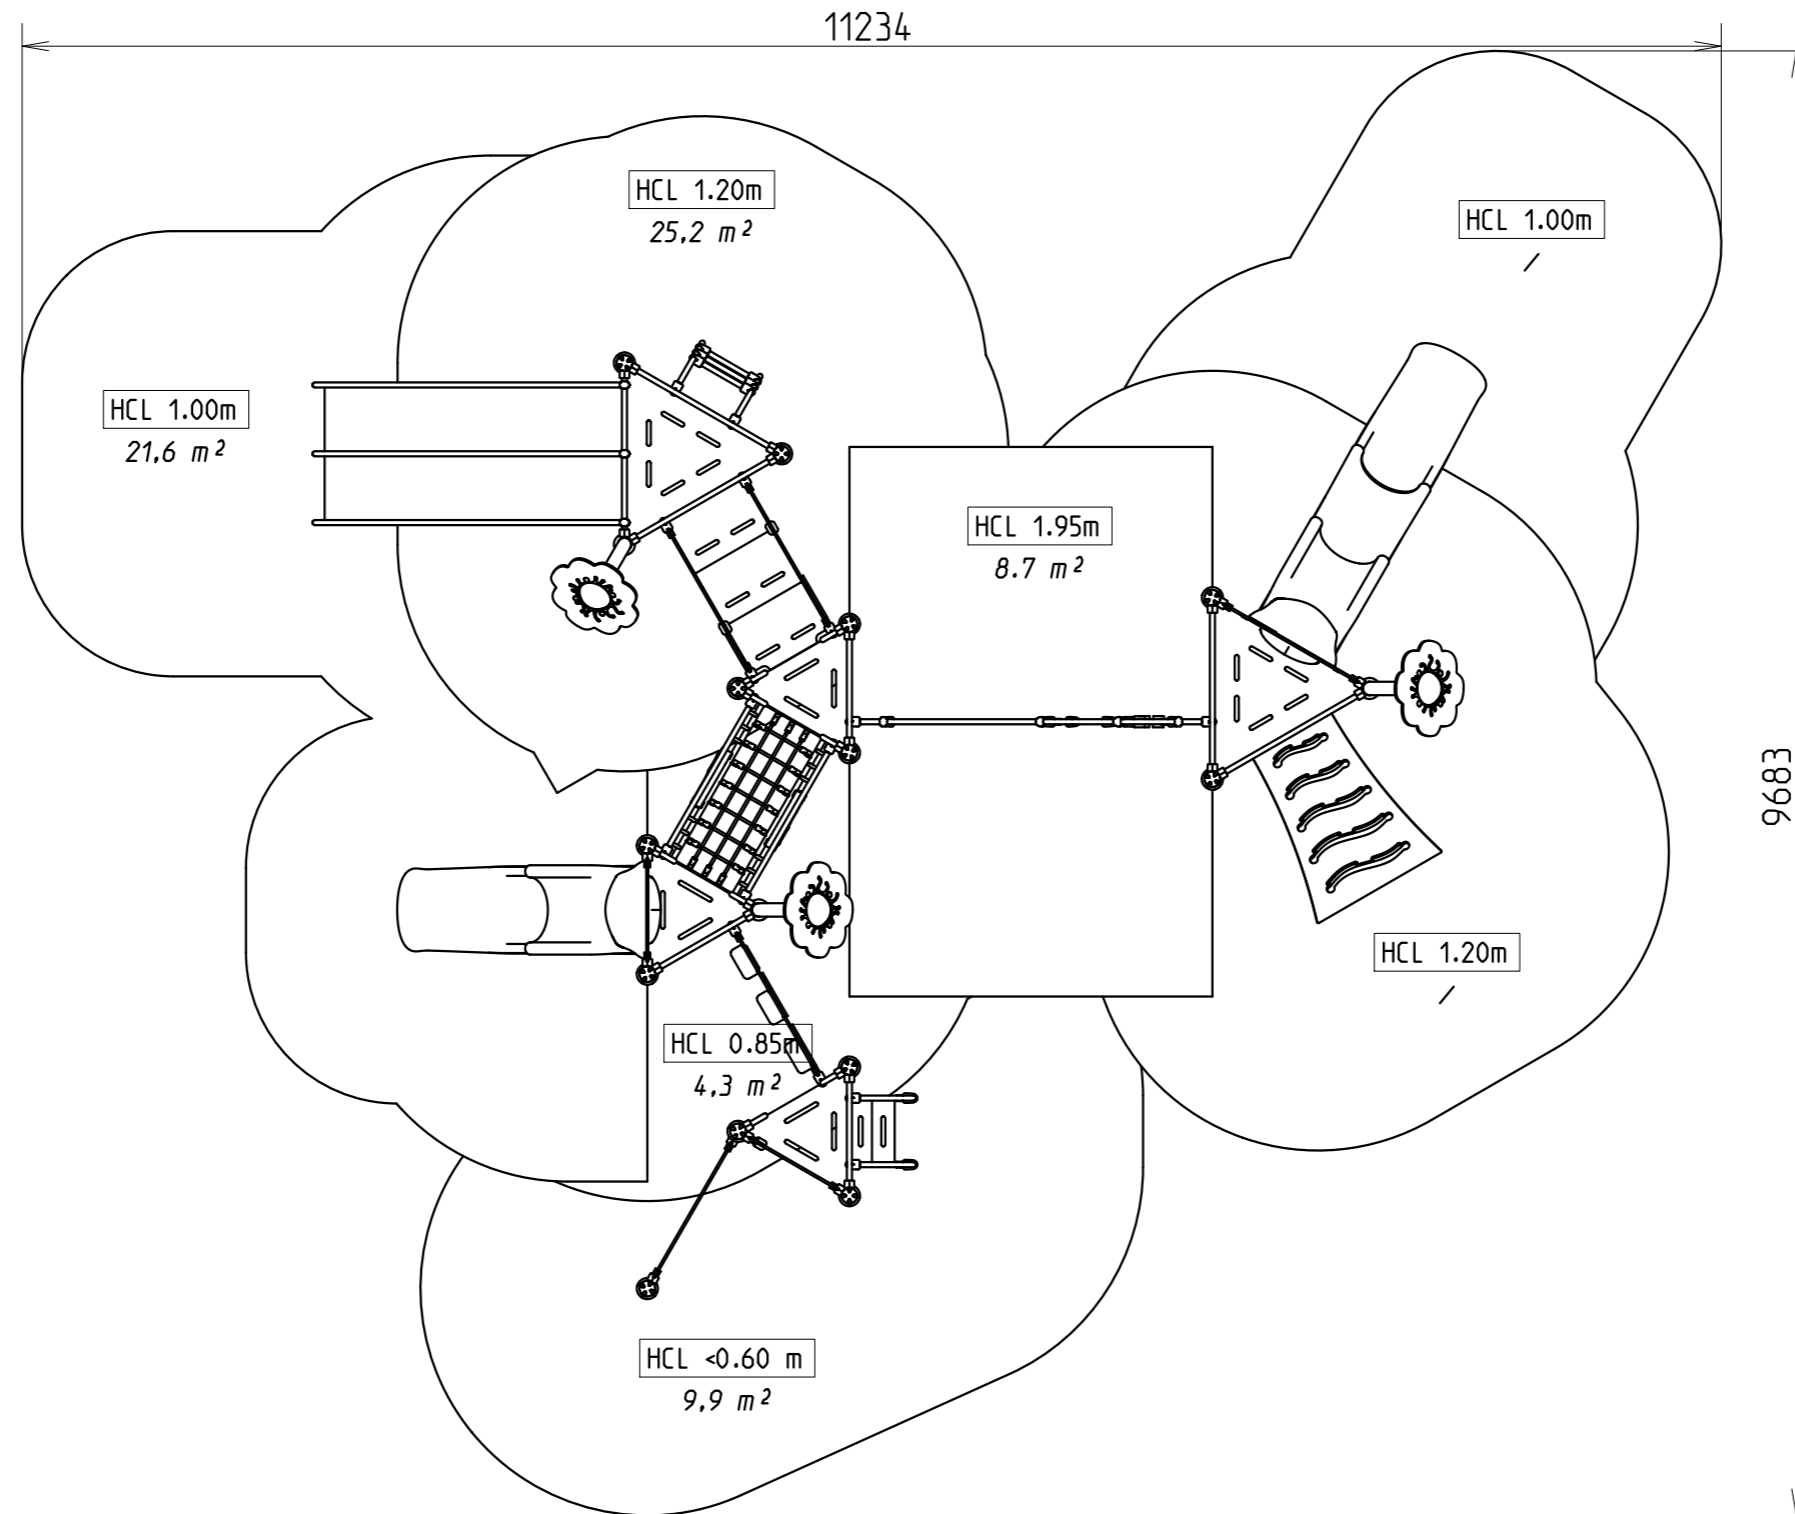 11234
HCL 1.20m
25,2 m²
HCL 1.00m
/
HCL 1.00m
21,6 m²
HCL 1.95m
8.7 m²
9683
HCL 1.20m
/
HCL 0.85m
4,3 m²
HCL <0.60 m
9,9 m²